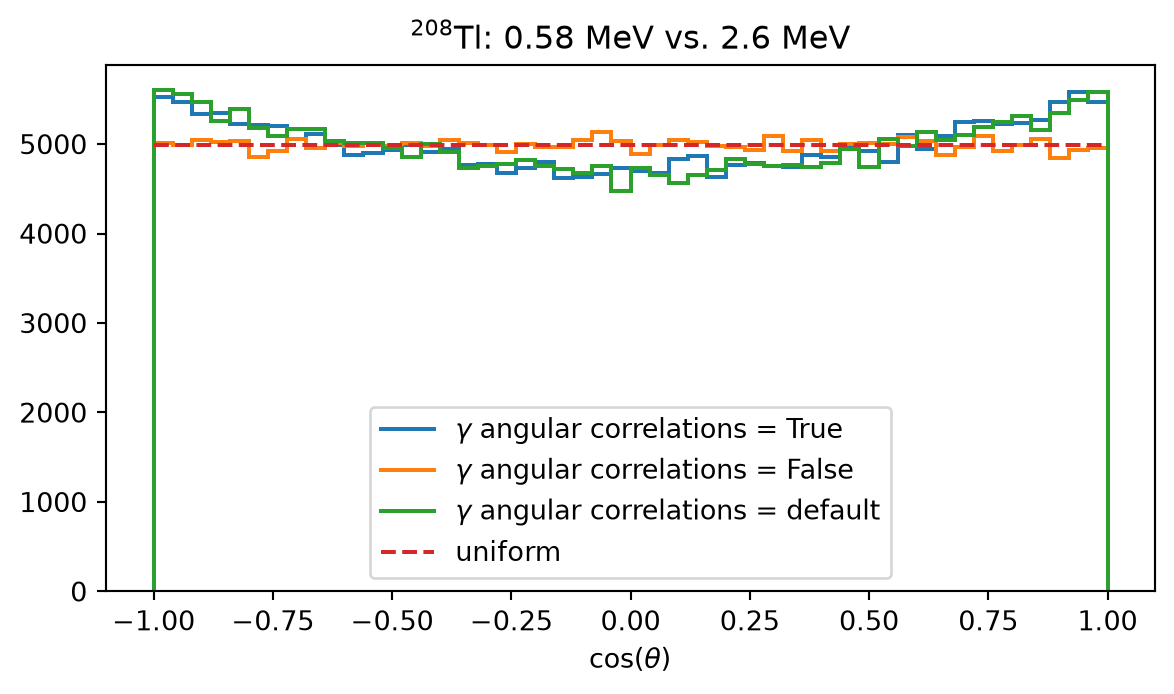 ²⁰⁸Tl: 0.58 MeV vs. 2.6 MeV
5000
4000
3000
2000
1000
0
γ angular correlations = True
γ angular correlations = False
γ angular correlations = default
uniform
−1.00 −0.75 −0.50 −0.25 0.00 0.25 0.50 0.75 1.00
cos(θ)